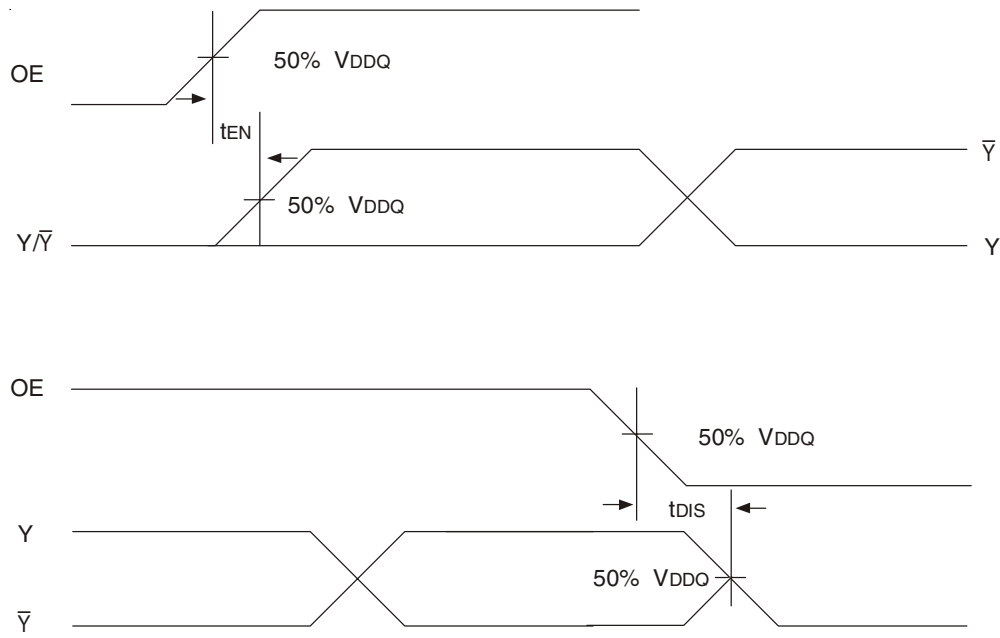 OE
50% VDDQ
tEN
Y̅
50% VDDQ
Y/Y̅
Y
OE
50% VDDQ
tDIS
Y
50% VDDQ
Y̅